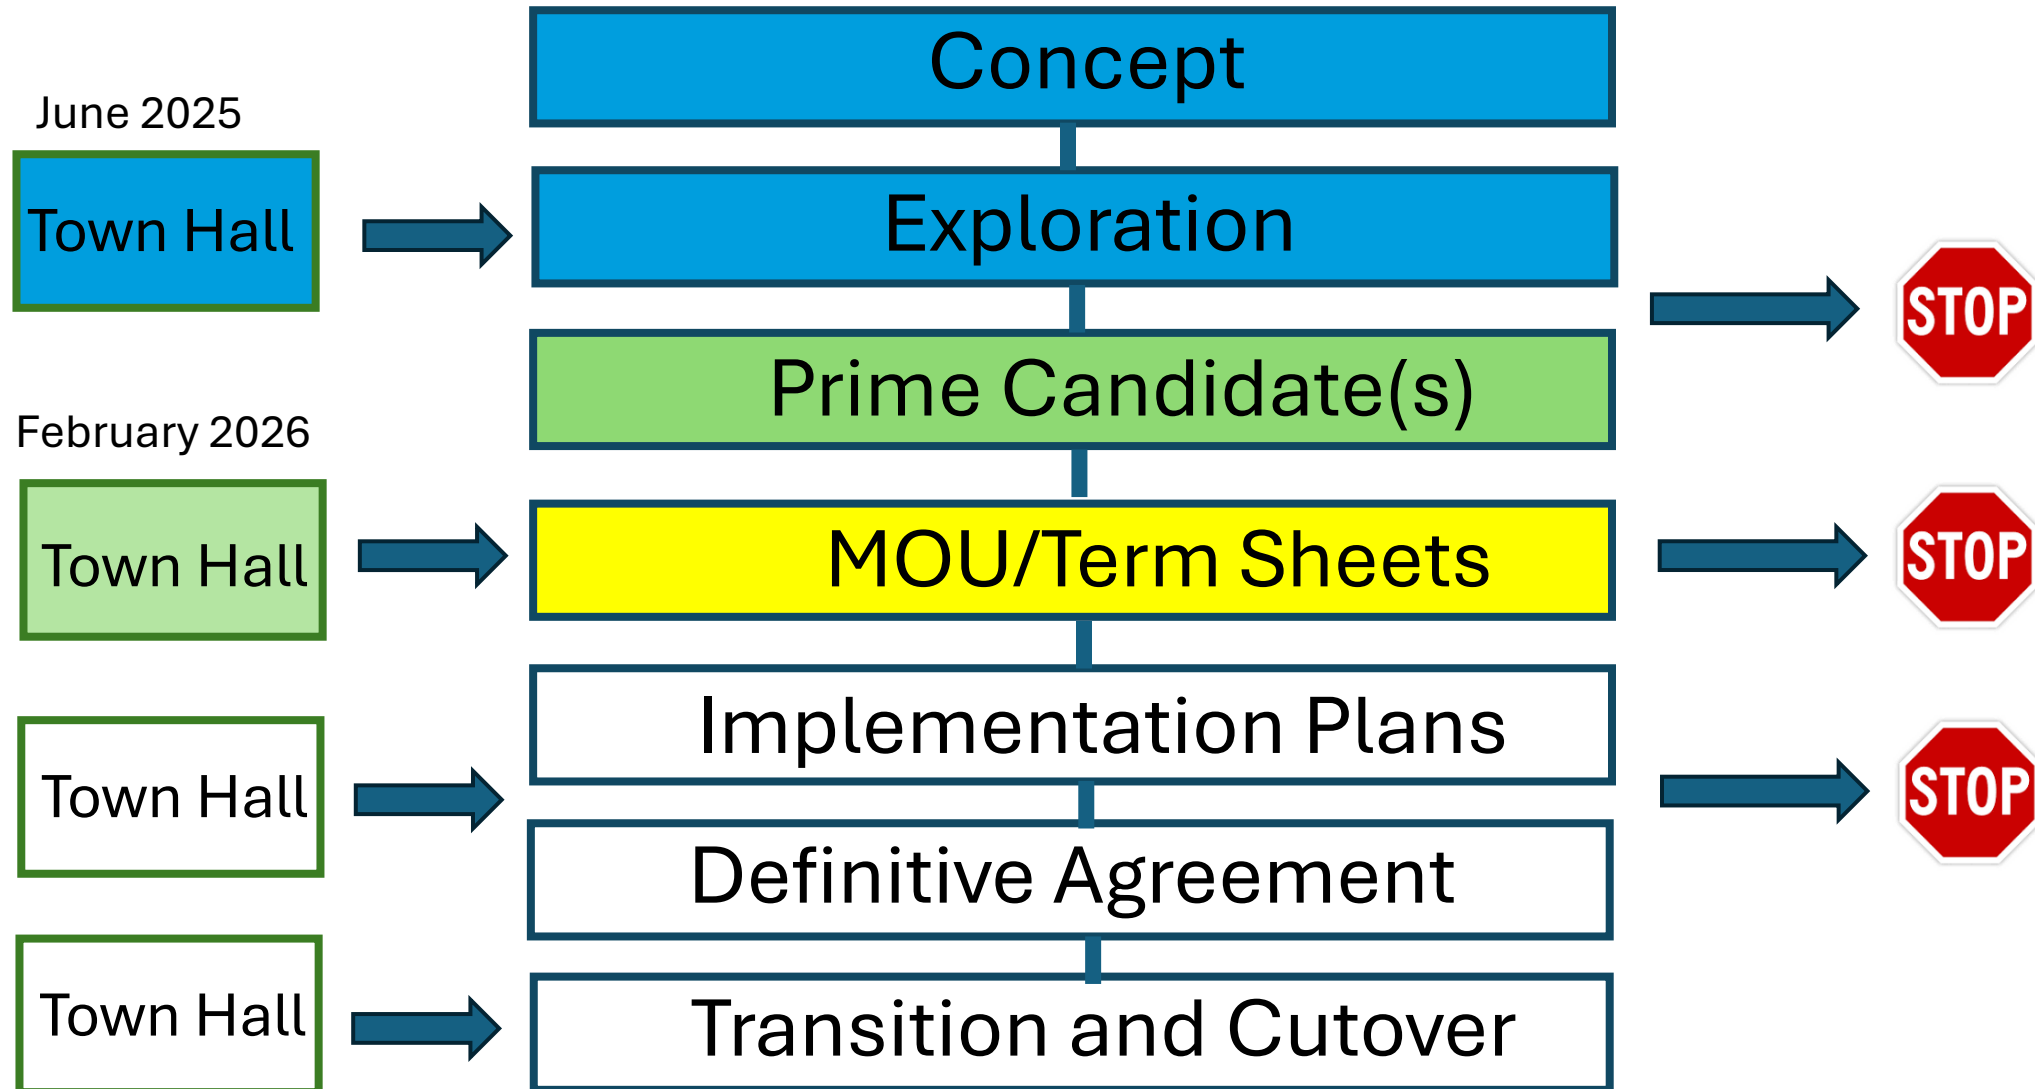 Concept
June 2025
Town Hall
Exploration
STOP
Prime Candidate(s)
February 2026
Town Hall
MOU/Term Sheets
STOP
Implementation Plans
Town Hall
STOP
Definitive Agreement
Town Hall
Transition and Cutover